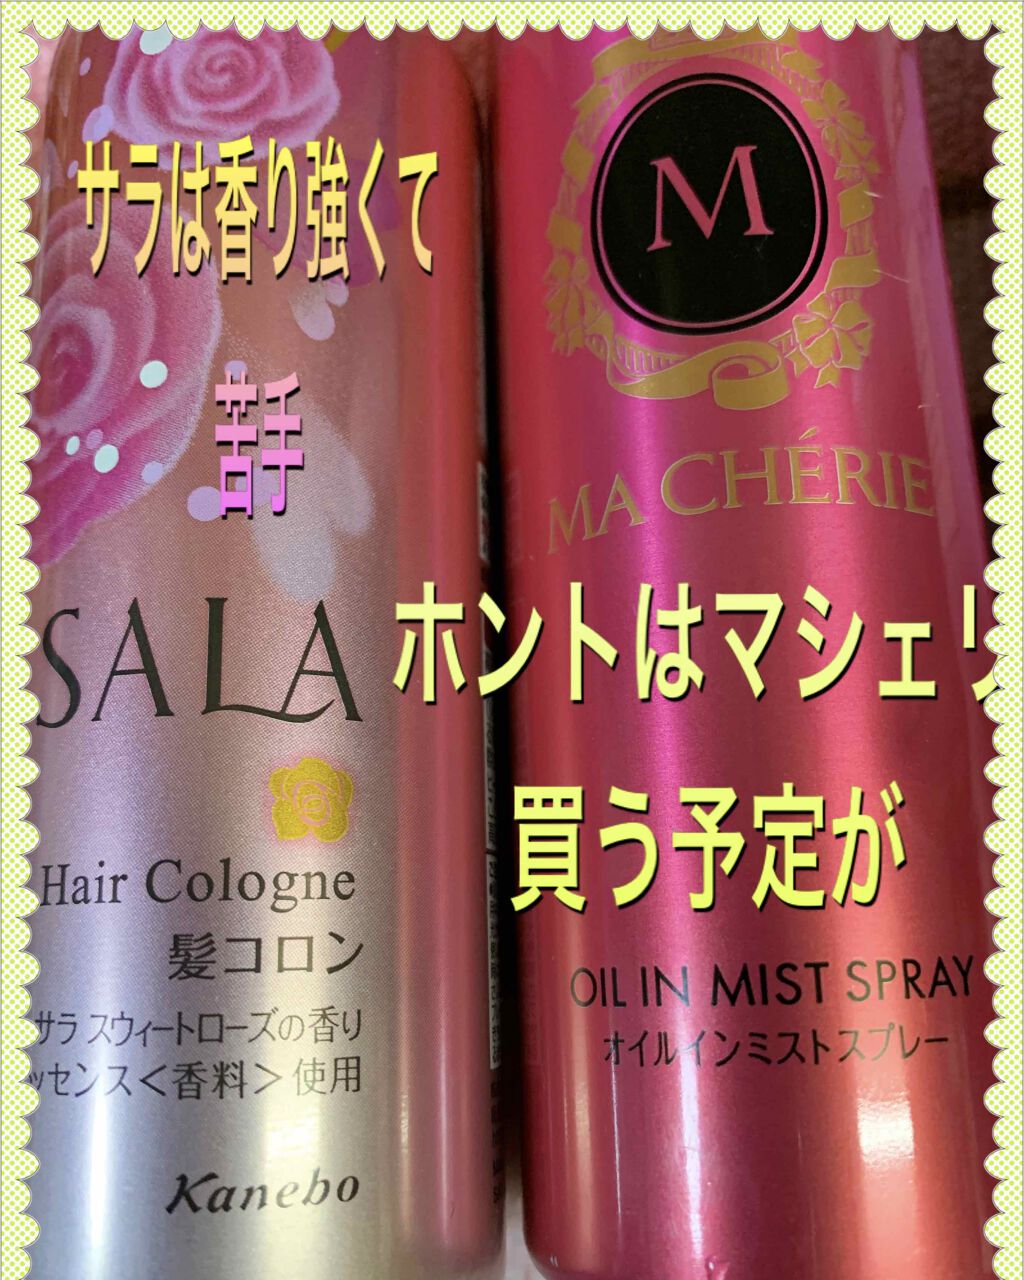 サラは香り強くて
苦手
SALA
Hair Cologne
髪コロン
サラ スウィートローズの香り
ッセンス＜香料＞使用
Kanebo
M
MA CHÉRIE
ホントはマシェリ
買う予定が
OIL IN MIST SPRAY
オイルインミストスプレー